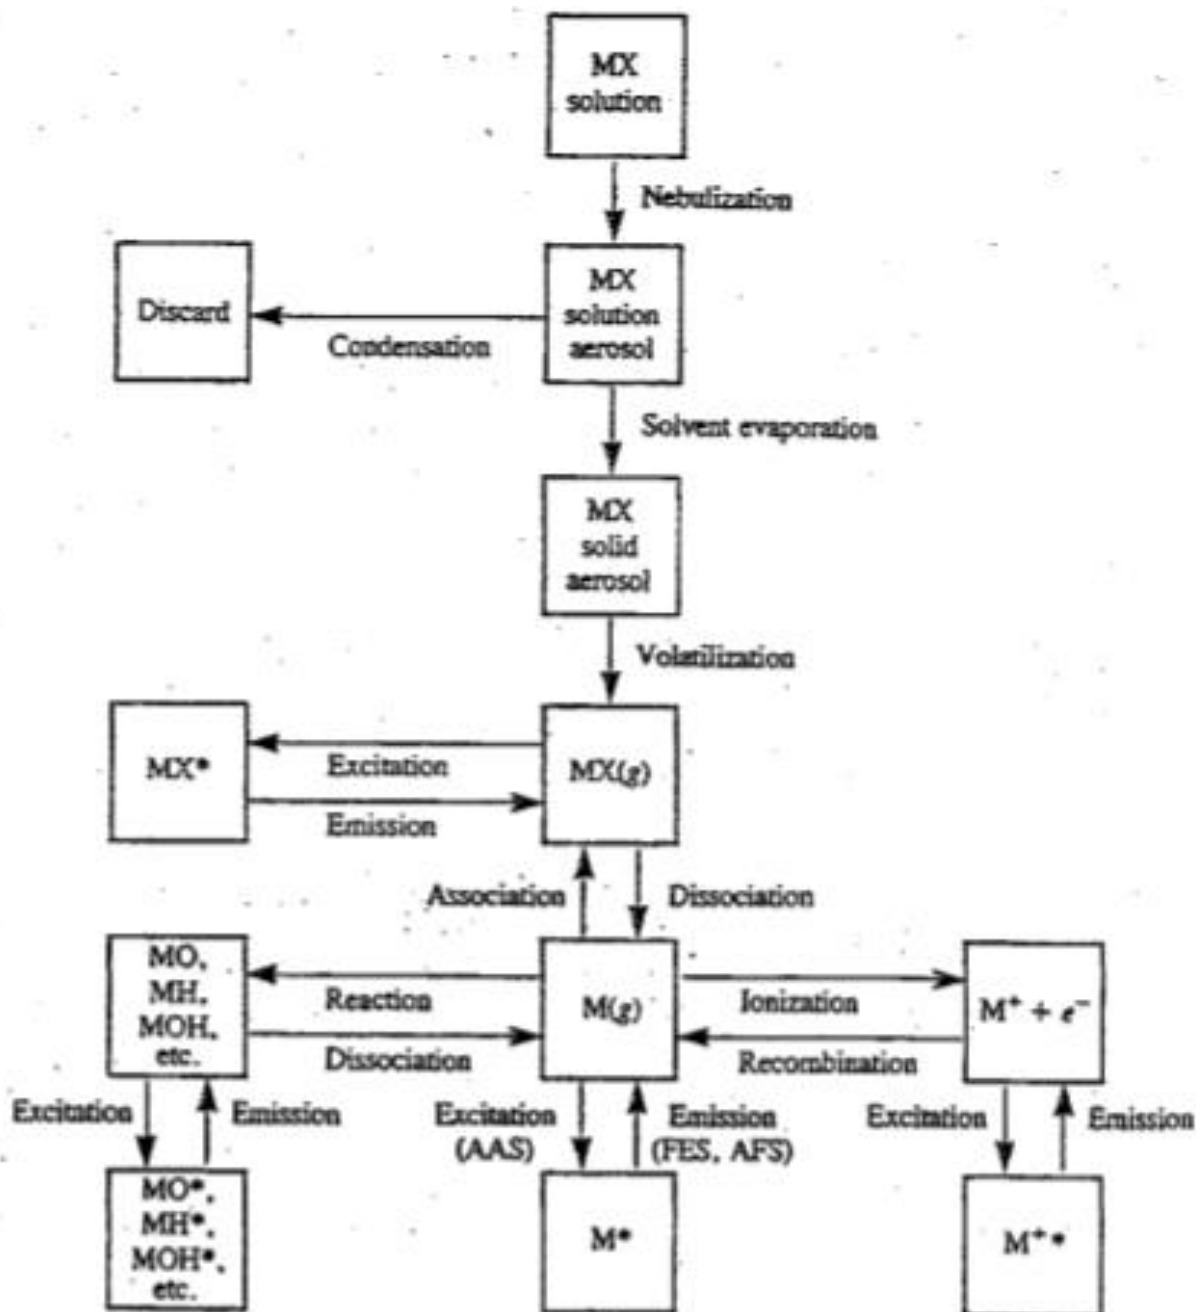 MX
solution
Nebulization
Discard
Condensation
MX
solution
aerosol
Solvent evaporation
MX
solid
aerosol
Volatilization
MX*
Excitation
Emission
MX(g)
Association
Dissociation
MO,
MH,
MOH,
etc.
Reaction
Dissociation
M(g)
Ionization
Recombination
M⁺ + e⁻
Excitation
Emission
Excitation
(AAS)
Emission
(FES, AFS)
Excitation
Emission
MO*,
MH*,
MOH*,
etc.
M*
M⁺*